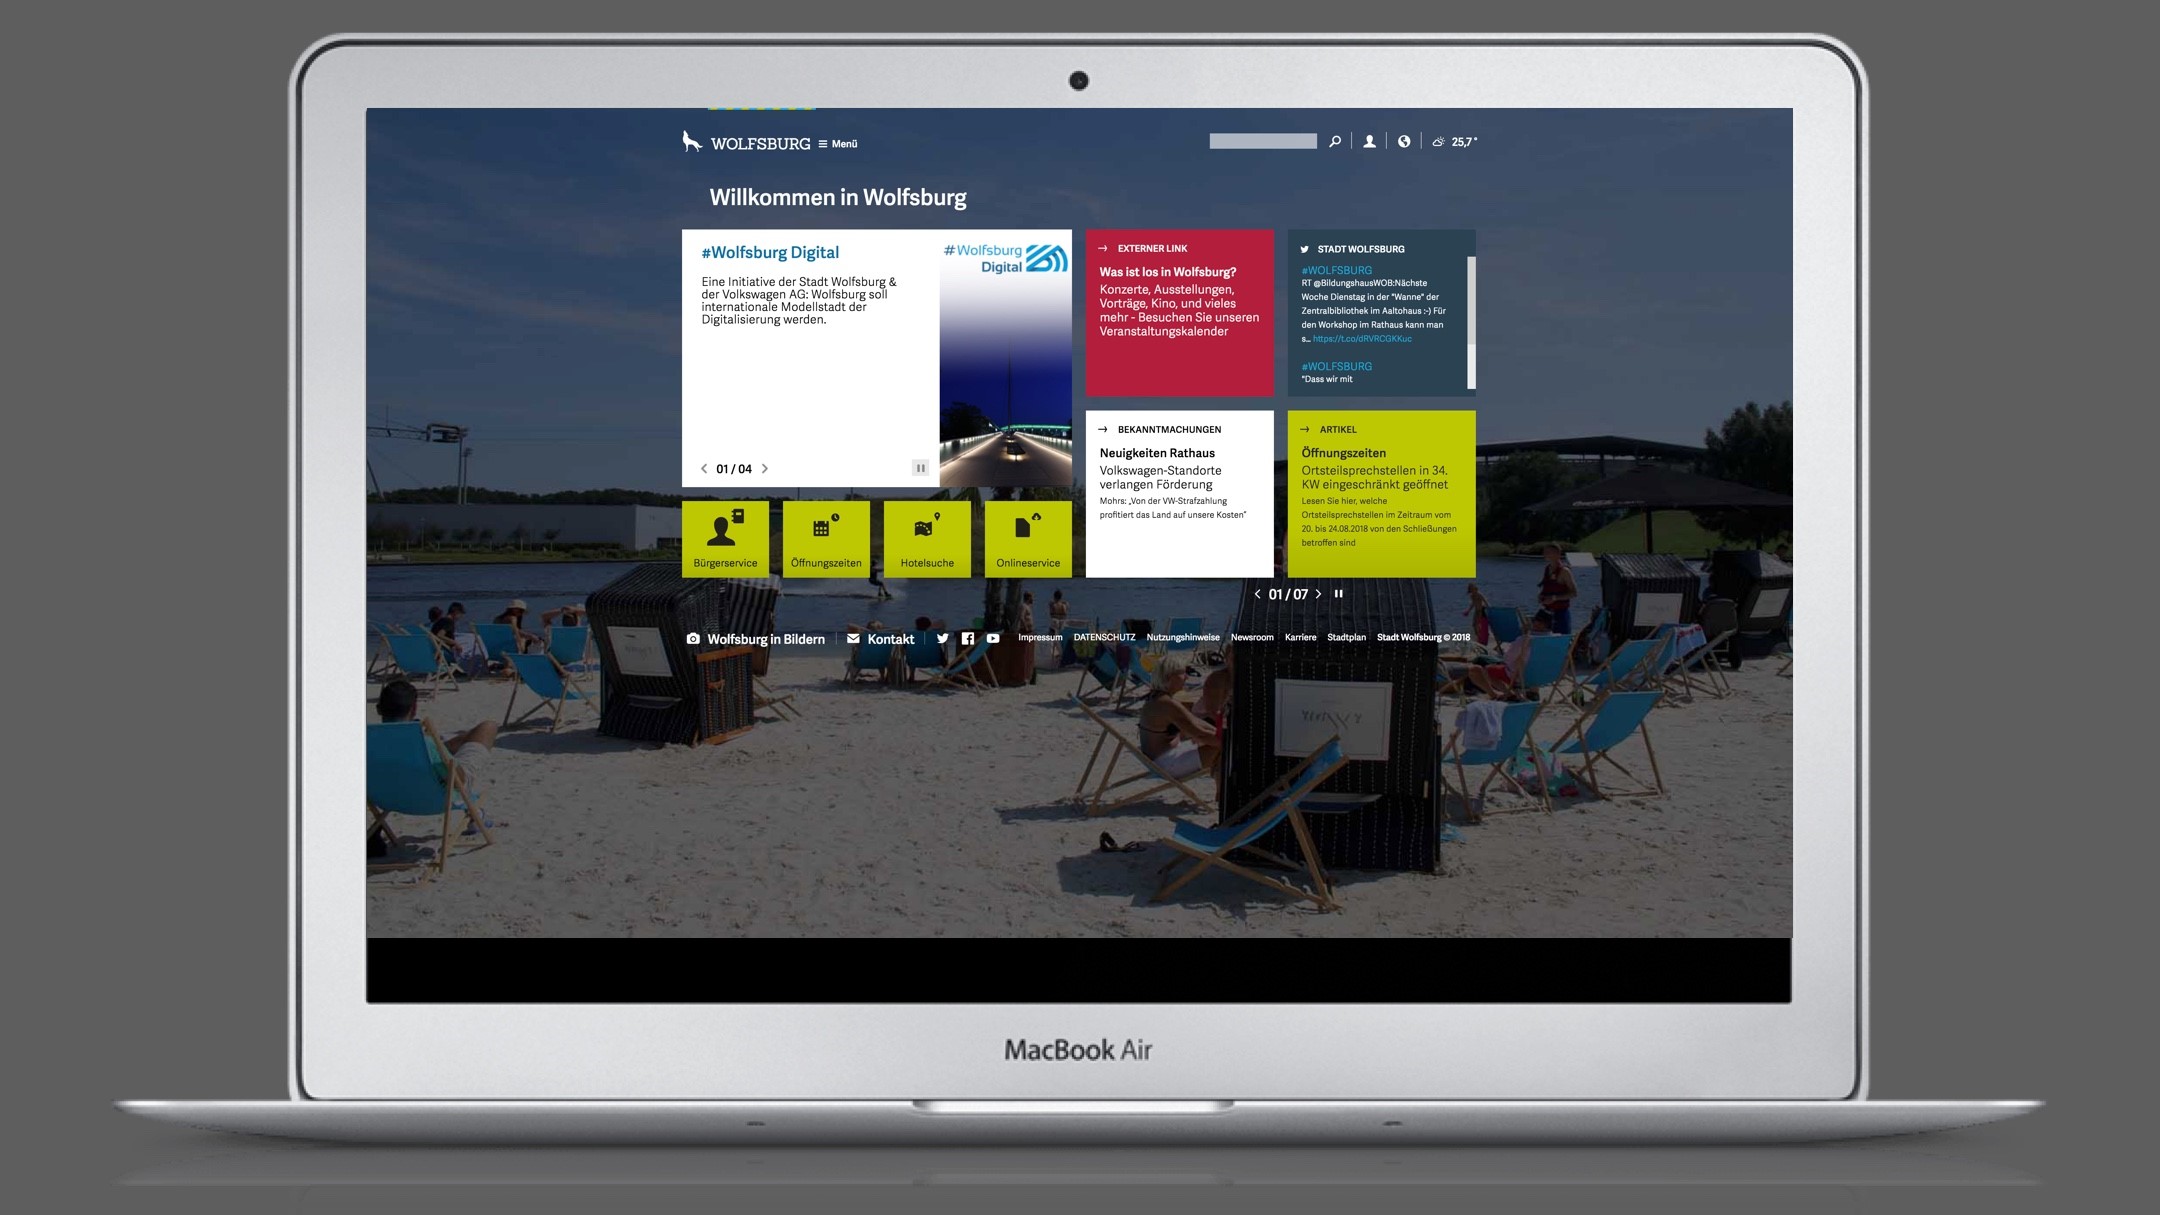 WOLFSBURG
Menü
25,7°
Willkommen in Wolfsburg
#Wolfsburg Digital
Eine Initiative der Stadt Wolfsburg &
der Volkswagen AG: Wolfsburg soll
internationale Modellstadt der
Digitalisierung werden.
01 / 04
#Wolfsburg
Digital
EXTERNER LINK
Was ist los in Wolfsburg?
Konzerte, Ausstellungen,
Vorträge, Kino, und vieles
mehr - Besuchen Sie unseren
Veranstaltungskalender
STADT WOLFSBURG
#WOLFSBURG
RT @BildungshausWOB:Nächste
Woche Dienstag in der "Wanne" der
Zentralbibliothek im Aaltohaus :-) Für
den Workshop im Rathaus kann man
s... https://t.co/dRVRCGKKuc
#WOLFSBURG
"Dass wir mit
Bürgerservice
Öffnungszeiten
Hotelsuche
Onlineservice
BEKANNTMACHUNGEN
Neuigkeiten Rathaus
Volkswagen-Standorte
verlangen Förderung
Mohrs: „Von der VW-Strafzahlung
profitiert das Land auf unsere Kosten"
ARTIKEL
Öffnungszeiten
Ortsteilsprechstellen in 34.
KW eingeschränkt geöffnet
Lesen Sie hier, welche
Ortsteilsprechstellen im Zeitraum vom
20. bis 24.08.2018 von den Schließungen
betroffen sind
01 / 07
Wolfsburg in Bildern
Kontakt
Impressum DATENSCHUTZ Nutzungshinweise Newsroom Karriere Stadtplan Stadt Wolfsburg © 2018
MacBook Air